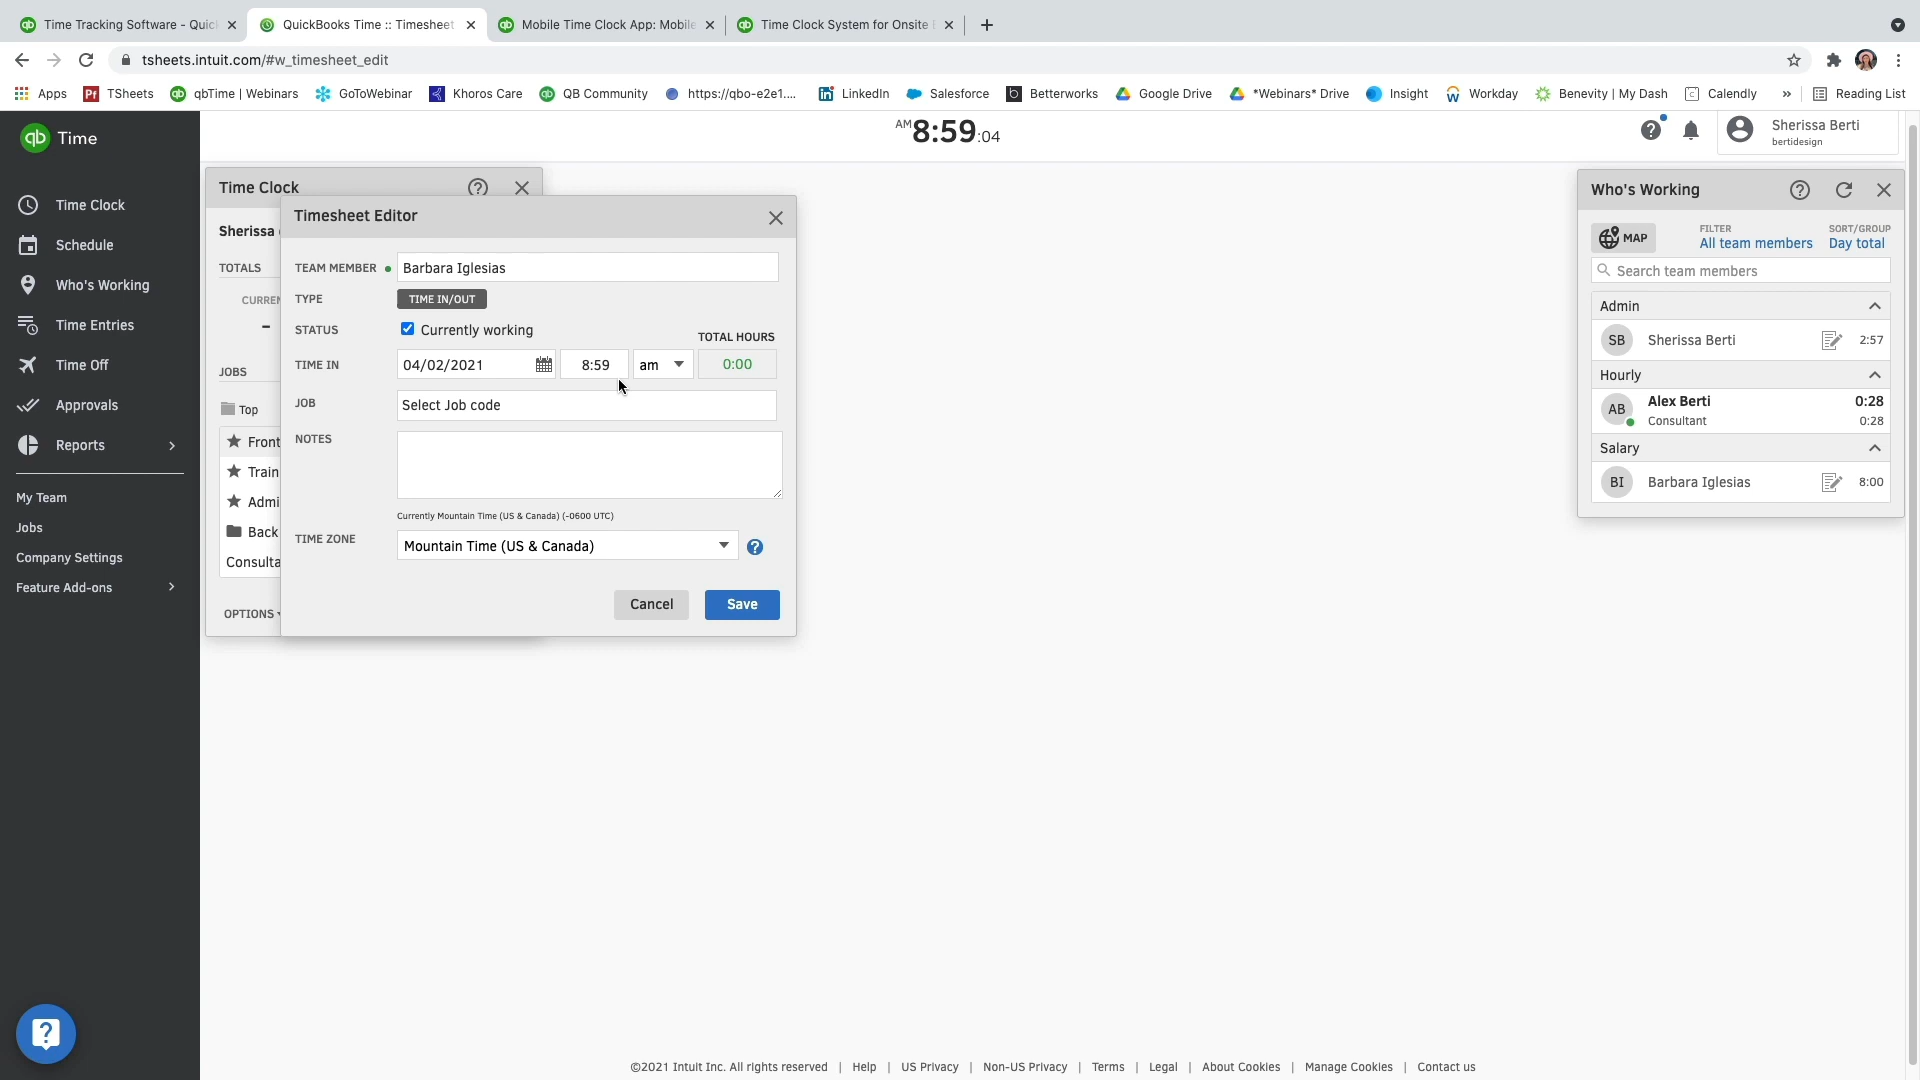 Time Tracking Software - Quick
QuickBooks Time :: Timesheet
Mobile Time Clock App: Mobile
Time Clock System for Onsite E
tsheets.intuit.com/#w_timesheet_edit
Apps
TSheets
qbTime | Webinars
GoToWebinar
Khoros Care
QB Community
https://qbo-e2e1....
LinkedIn
Salesforce
Betterworks
Google Drive
*Webinars* Drive
Insight
Workday
Benevity | My Dash
Calendly
»
Reading List
qb Time
AM 8:59:04
Sherissa Berti
bertidesign
Time Clock
Schedule
Who's Working
Time Entries
Time Off
Approvals
Reports
My Team
Jobs
Company Settings
Feature Add-ons
Time Clock
Sherissa
TOTALS
CURREN
-
JOBS
Top
Front
Train
Admi
Back
Consulta
OPTIONS
Timesheet Editor
TEAM MEMBER Barbara Iglesias
TYPE TIME IN/OUT
STATUS Currently working
TOTAL HOURS
TIME IN 04/02/2021 8:59 am 0:00
JOB Select Job code
NOTES
Currently Mountain Time (US & Canada) (-0600 UTC)
TIME ZONE Mountain Time (US & Canada)
Cancel Save
Who's Working
MAP
FILTER
All team members
SORT/GROUP
Day total
Search team members
Admin
SB Sherissa Berti 2:57
Hourly
AB Alex Berti 0:28
Consultant 0:28
Salary
BI Barbara Iglesias 8:00
©2021 Intuit Inc. All rights reserved | Help | US Privacy | Non-US Privacy | Terms | Legal | About Cookies | Manage Cookies | Contact us